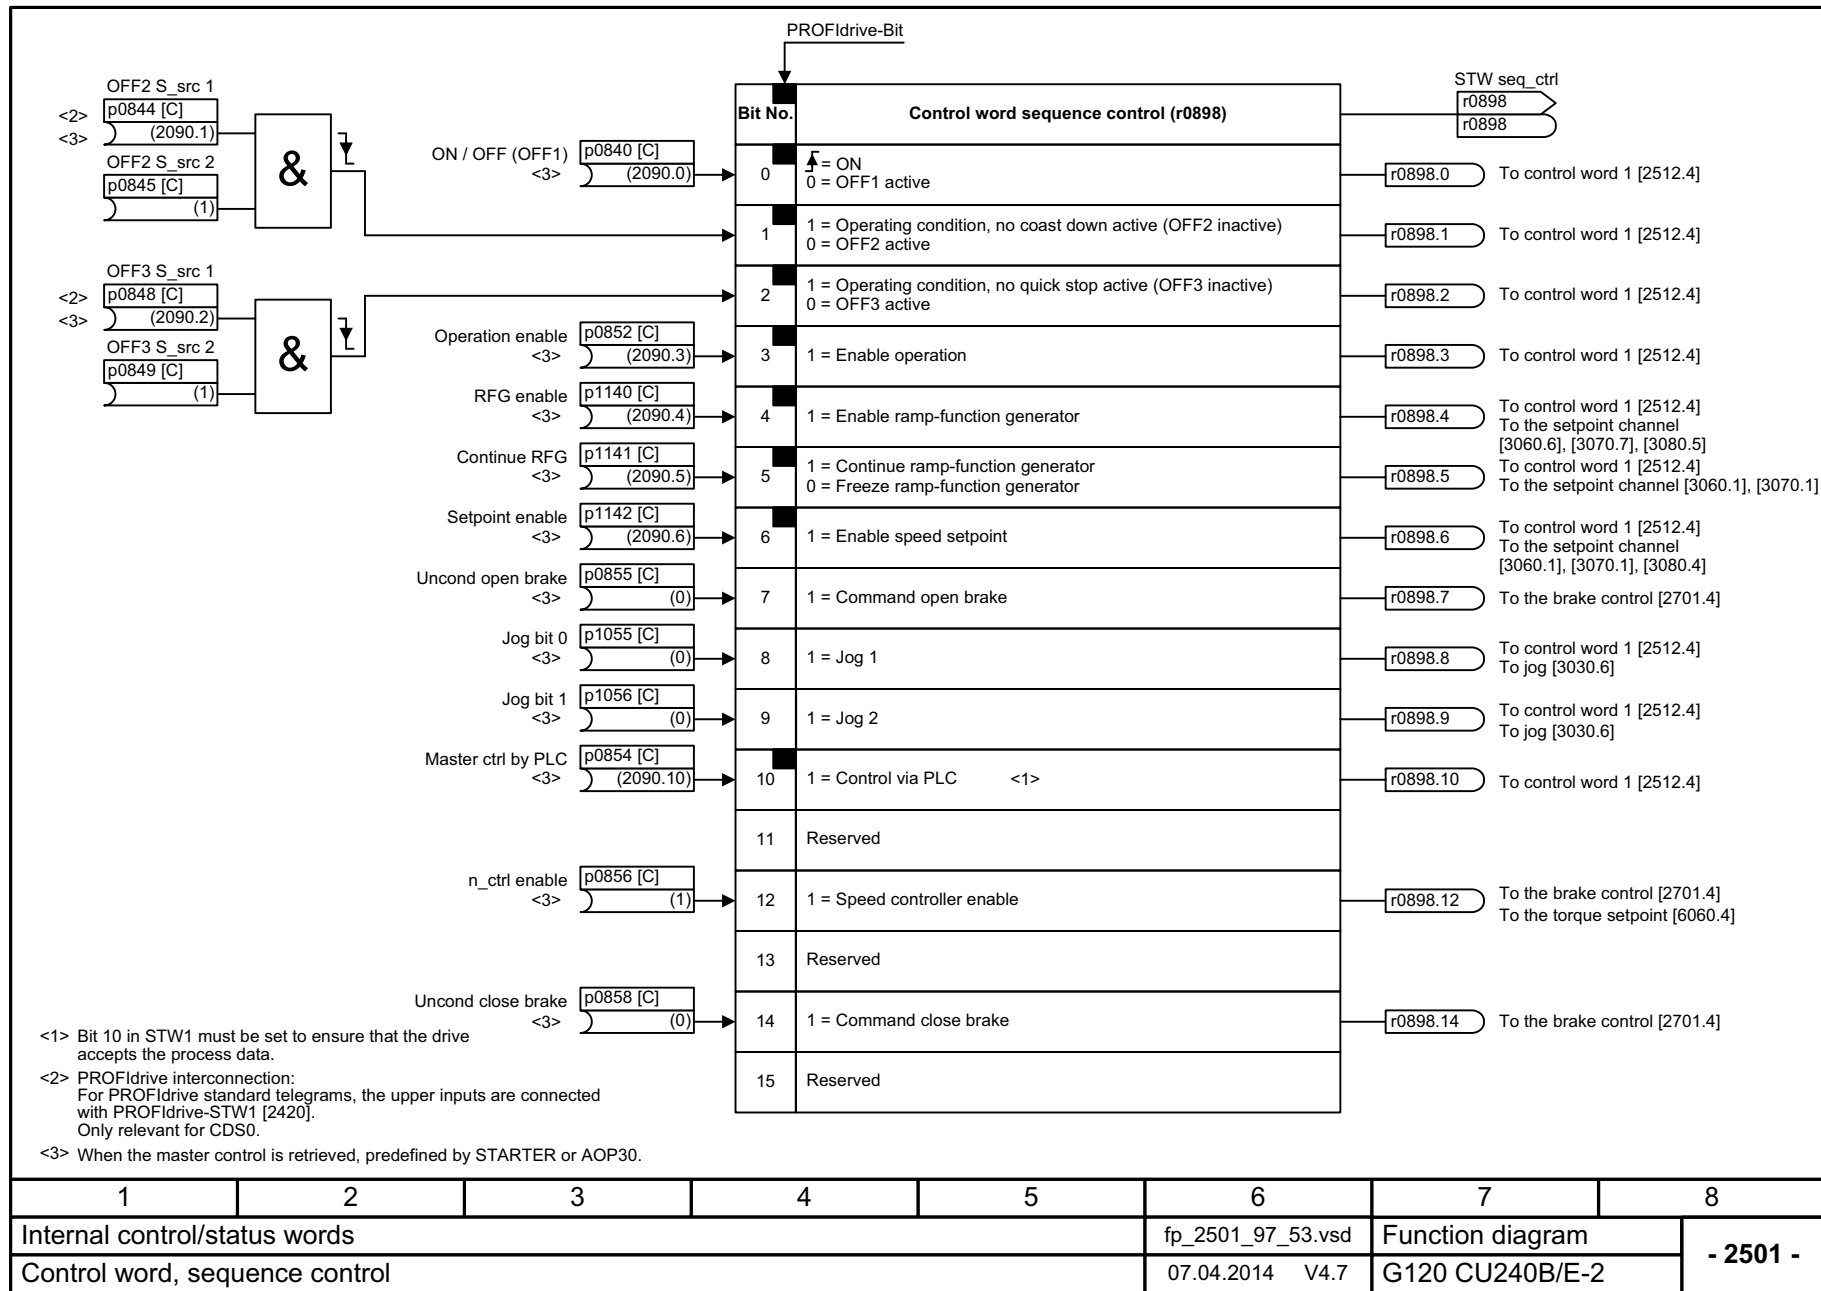 PROFIdrive-Bit
OFF2 S_src 1
<2> p0844 [C]
<3> (2090.1)
OFF2 S_src 2
p0845 [C]
(1)
&
OFF3 S_src 1
<2> p0848 [C]
<3> (2090.2)
OFF3 S_src 2
p0849 [C]
(1)
&
Bit No. Control word sequence control (r0898)
STW seq_ctrl
r0898
r0898
ON / OFF (OFF1) p0840 [C]
<3> (2090.0)
0 = ON
0 = OFF1 active
r0898.0 To control word 1 [2512.4]
1 1 = Operating condition, no coast down active (OFF2 inactive)
0 = OFF2 active
r0898.1 To control word 1 [2512.4]
2 1 = Operating condition, no quick stop active (OFF3 inactive)
0 = OFF3 active
r0898.2 To control word 1 [2512.4]
Operation enable p0852 [C]
<3> (2090.3)
3 1 = Enable operation
r0898.3 To control word 1 [2512.4]
RFG enable p1140 [C]
<3> (2090.4)
4 1 = Enable ramp-function generator
r0898.4 To control word 1 [2512.4]
To the setpoint channel
[3060.6], [3070.7], [3080.5]
Continue RFG p1141 [C]
<3> (2090.5)
5 1 = Continue ramp-function generator
0 = Freeze ramp-function generator
r0898.5 To control word 1 [2512.4]
To the setpoint channel [3060.1], [3070.1]
Setpoint enable p1142 [C]
<3> (2090.6)
6 1 = Enable speed setpoint
r0898.6 To control word 1 [2512.4]
To the setpoint channel
[3060.1], [3070.1], [3080.4]
Uncond open brake p0855 [C]
<3> (0)
7 1 = Command open brake
r0898.7 To the brake control [2701.4]
Jog bit 0 p1055 [C]
<3> (0)
8 1 = Jog 1
r0898.8 To control word 1 [2512.4]
To jog [3030.6]
Jog bit 1 p1056 [C]
<3> (0)
9 1 = Jog 2
r0898.9 To control word 1 [2512.4]
To jog [3030.6]
Master ctrl by PLC p0854 [C]
<3> (2090.10)
10 1 = Control via PLC <1>
r0898.10 To control word 1 [2512.4]
11 Reserved
n_ctrl enable p0856 [C]
<3> (1)
12 1 = Speed controller enable
r0898.12 To the brake control [2701.4]
To the torque setpoint [6060.4]
13 Reserved
Uncond close brake p0858 [C]
<3> (0)
14 1 = Command close brake
r0898.14 To the brake control [2701.4]
15 Reserved
<1> Bit 10 in STW1 must be set to ensure that the drive
accepts the process data.
<2> PROFIdrive interconnection:
For PROFIdrive standard telegrams, the upper inputs are connected
with PROFIdrive-STW1 [2420].
Only relevant for CDS0.
<3> When the master control is retrieved, predefined by STARTER or AOP30.
1 2 3 4 5 6 7 8
Internal control/status words fp_2501_97_53.vsd Function diagram
- 2501 -
Control word, sequence control 07.04.2014 V4.7 G120 CU240B/E-2